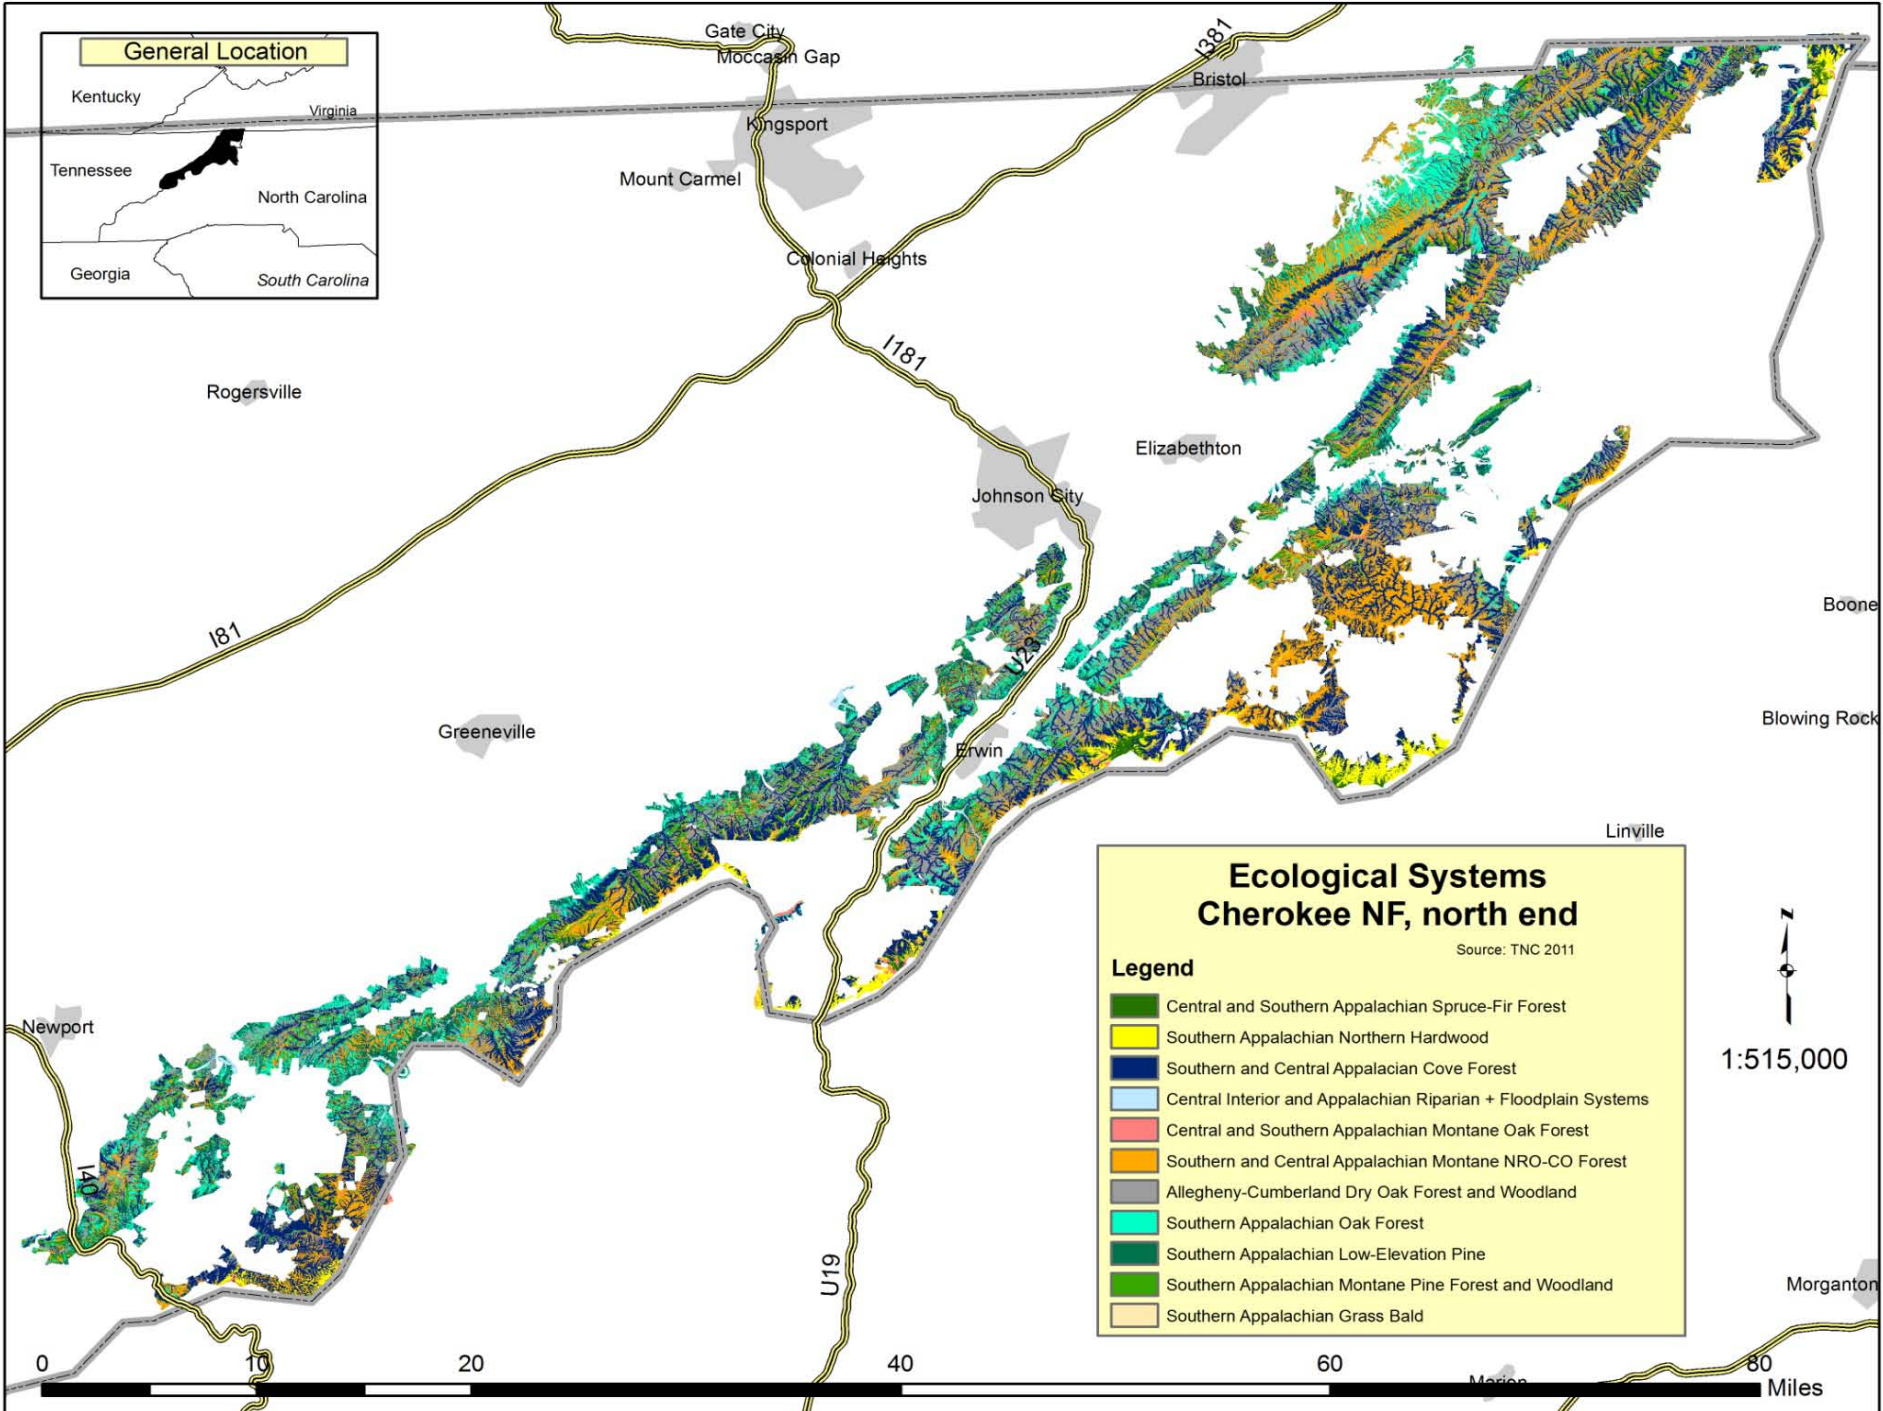 General Location
Kentucky
Virginia
Tennessee
North Carolina
Georgia
South Carolina
Gate City
Moccasin Gap
I381
Bristol
Kingsport
Mount Carmel
Colonial Heights
I181
Rogersville
Elizabethton
Johnson City
I81
U23
Boone
Greeneville
Erwin
Blowing Rock
Linville
Newport
I40
U19
Morganton
Marion
Ecological Systems
Cherokee NF, north end
Source: TNC 2011
Legend
Central and Southern Appalachian Spruce-Fir Forest
Southern Appalachian Northern Hardwood
Southern and Central Appalacian Cove Forest
Central Interior and Appalachian Riparian + Floodplain Systems
Central and Southern Appalachian Montane Oak Forest
Southern and Central Appalachian Montane NRO-CO Forest
Allegheny-Cumberland Dry Oak Forest and Woodland
Southern Appalachian Oak Forest
Southern Appalachian Low-Elevation Pine
Southern Appalachian Montane Pine Forest and Woodland
Southern Appalachian Grass Bald
N
1:515,000
0 10 20 40 60 80
Miles